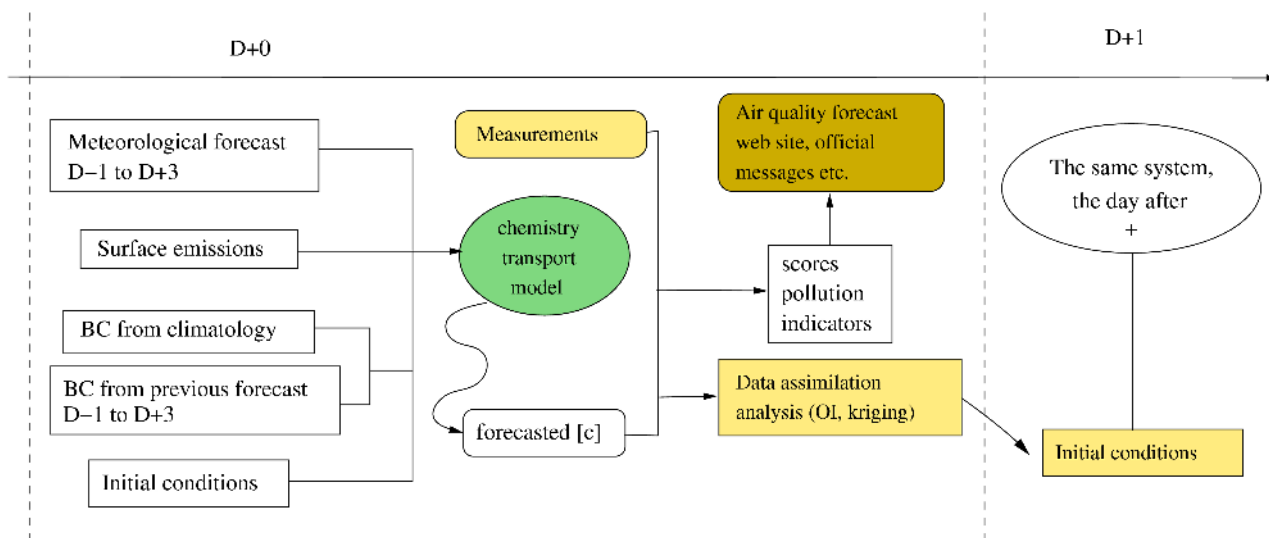 D+0
D+1
Meteorological forecast
D−1 to D+3
Surface emissions
BC from climatology
BC from previous forecast
D−1 to D+3
Initial conditions
Measurements
chemistry
transport
model
forecasted [c]
Air quality forecast
web site, official
messages etc.
scores
pollution
indicators
Data assimilation
analysis (OI, kriging)
The same system,
the day after
+
Initial conditions